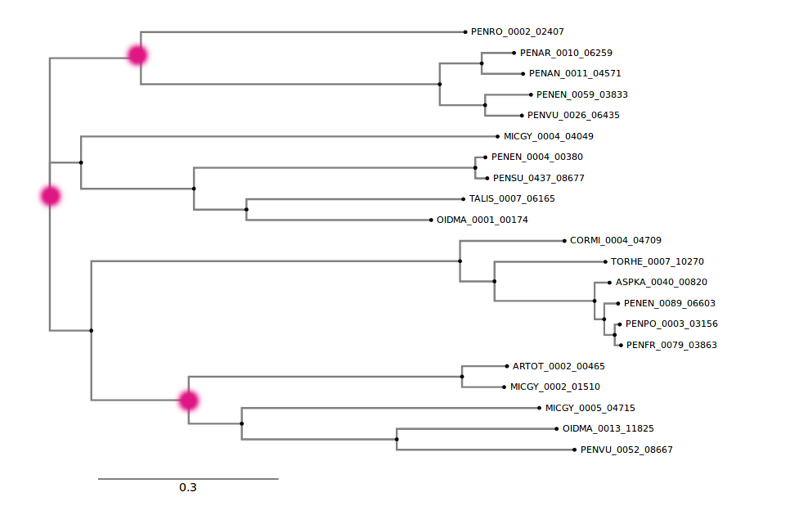 PENRO_0002_02407
PENAR_0010_06259
PENAN_0011_04571
PENEN_0059_03833
PENVU_0026_06435
MICGY_0004_04049
PENEN_0004_00380
PENSU_0437_08677
TALIS_0007_06165
OIDMA_0001_00174
CORMI_0004_04709
TORHE_0007_10270
ASPKA_0040_00820
PENEN_0089_06603
PENPO_0003_03156
PENFR_0079_03863
ARTOT_0002_00465
MICGY_0002_01510
MICGY_0005_04715
OIDMA_0013_11825
PENVU_0052_08667
0.3